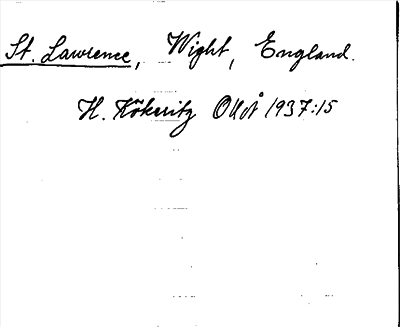 St. Lawrence, Wight, England.
H. Kökeritz OUÅ 1937:15